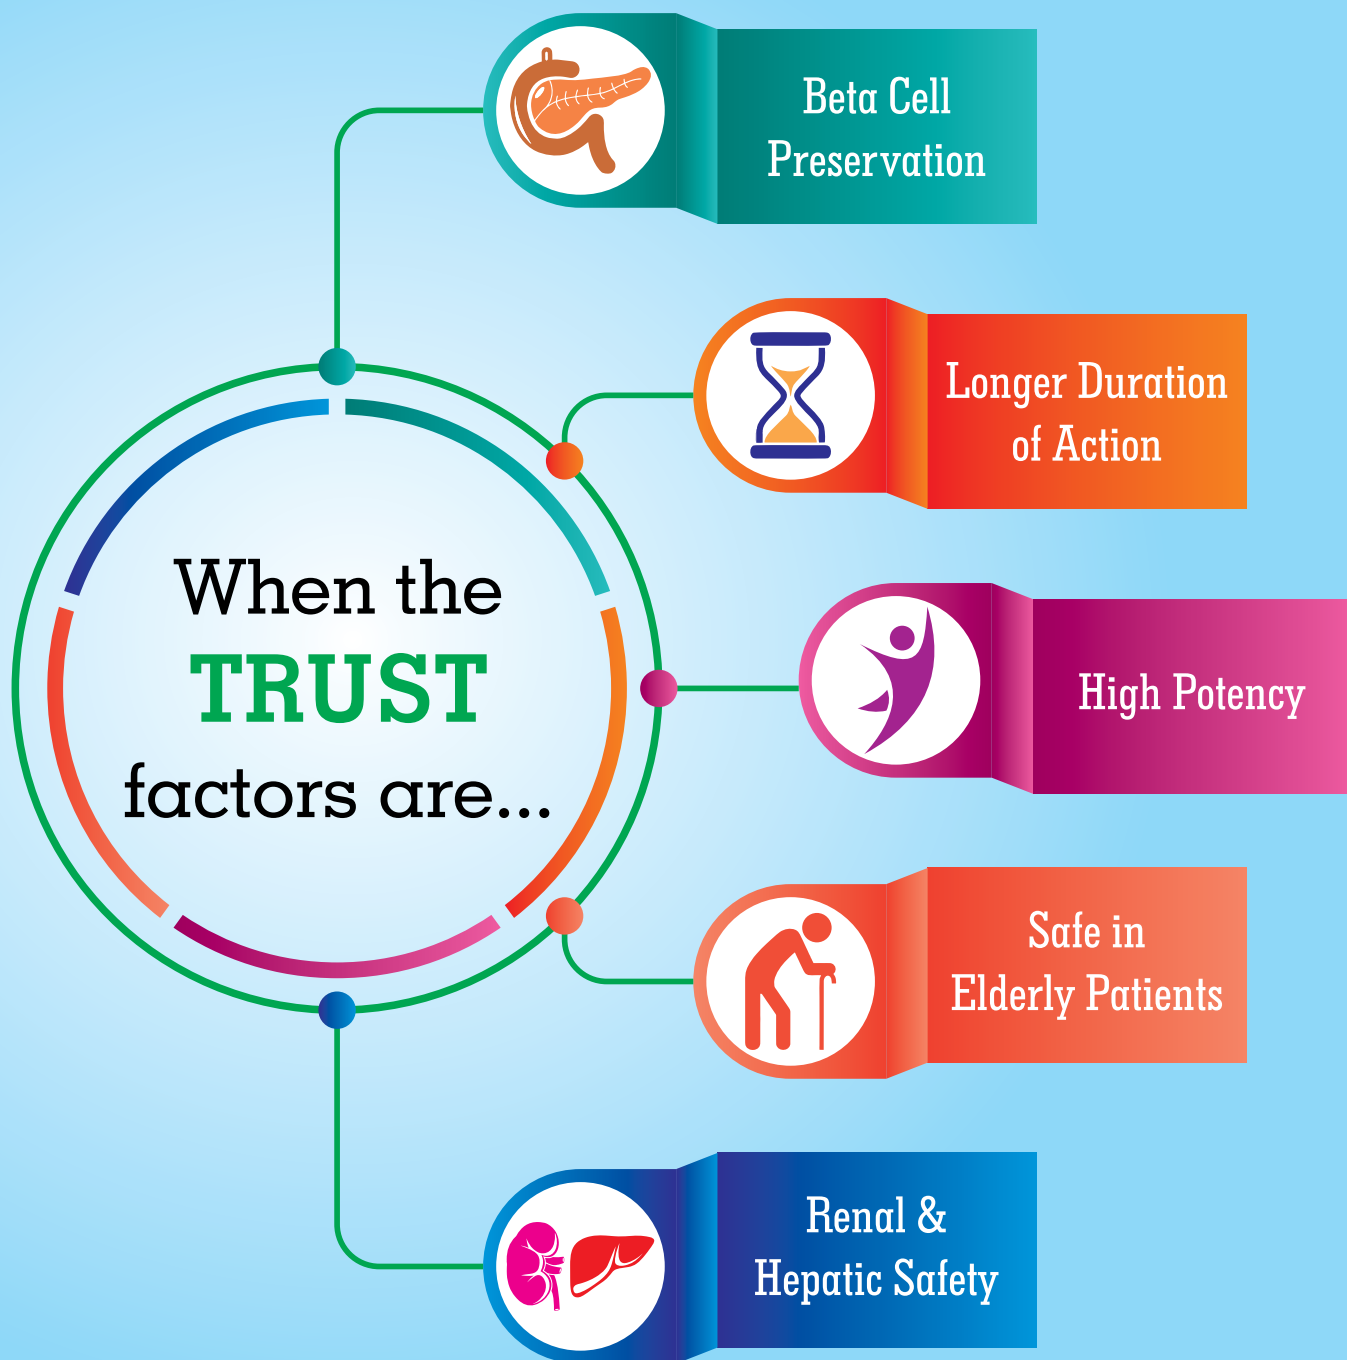 When the
TRUST
factors are...
Beta Cell
Preservation
Longer Duration
of Action
High Potency
Safe in
Elderly Patients
Renal &
Hepatic Safety